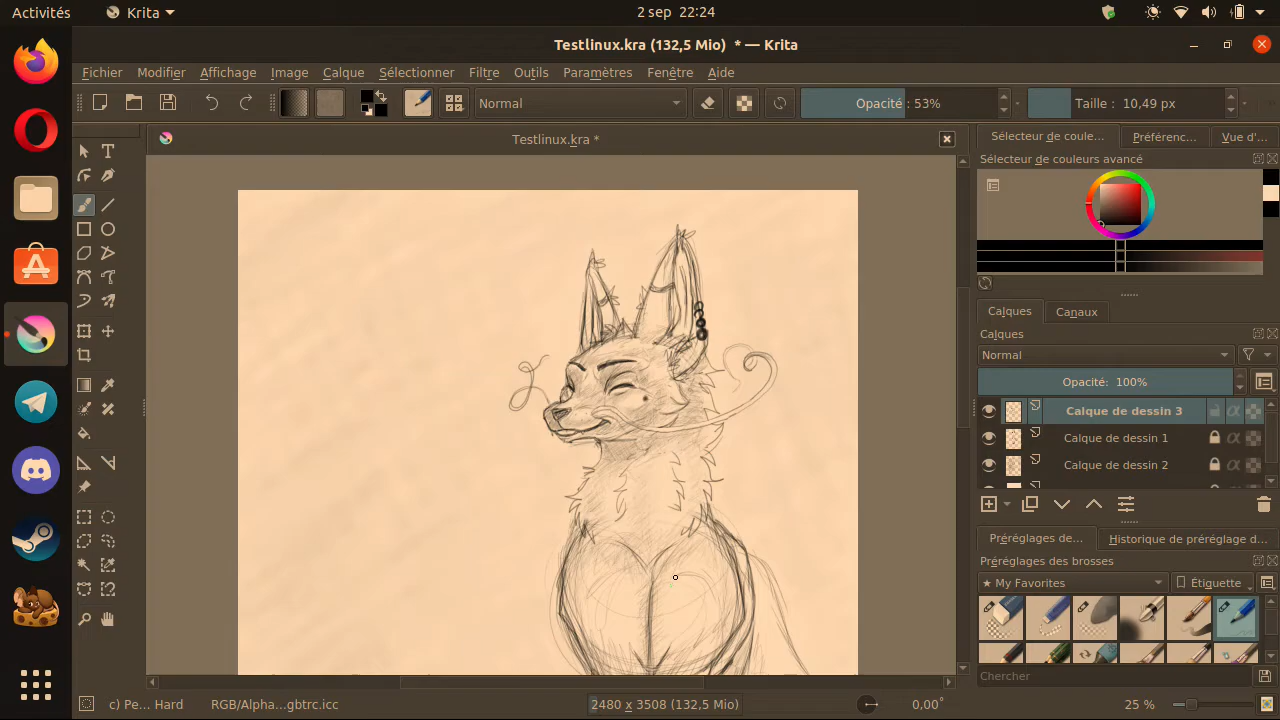 Activités
Krita
2 sep 22:24
Testlinux.kra (132,5 Mio) * — Krita
Fichier Modifier Affichage Image Calque Sélectionner Filtre Outils Paramètres Fenêtre Aide
Normal
Opacité : 53%
Taille : 10,49 px
Testlinux.kra *
Sélecteur de coule...
Préférenc...
Vue d'...
Sélecteur de couleurs avancé
Calques
Canaux
Calques
Normal
Opacité: 100%
Calque de dessin 3
Calque de dessin 1
Calque de dessin 2
Préréglages de...
Historique de préréglage d...
Préréglages des brosses
★ My Favorites
Étiquette
Chercher
c) Pe... Hard
RGB/Alpha...gbtrc.icc
2480 x 3508 (132,5 Mio)
0,00°
25 %